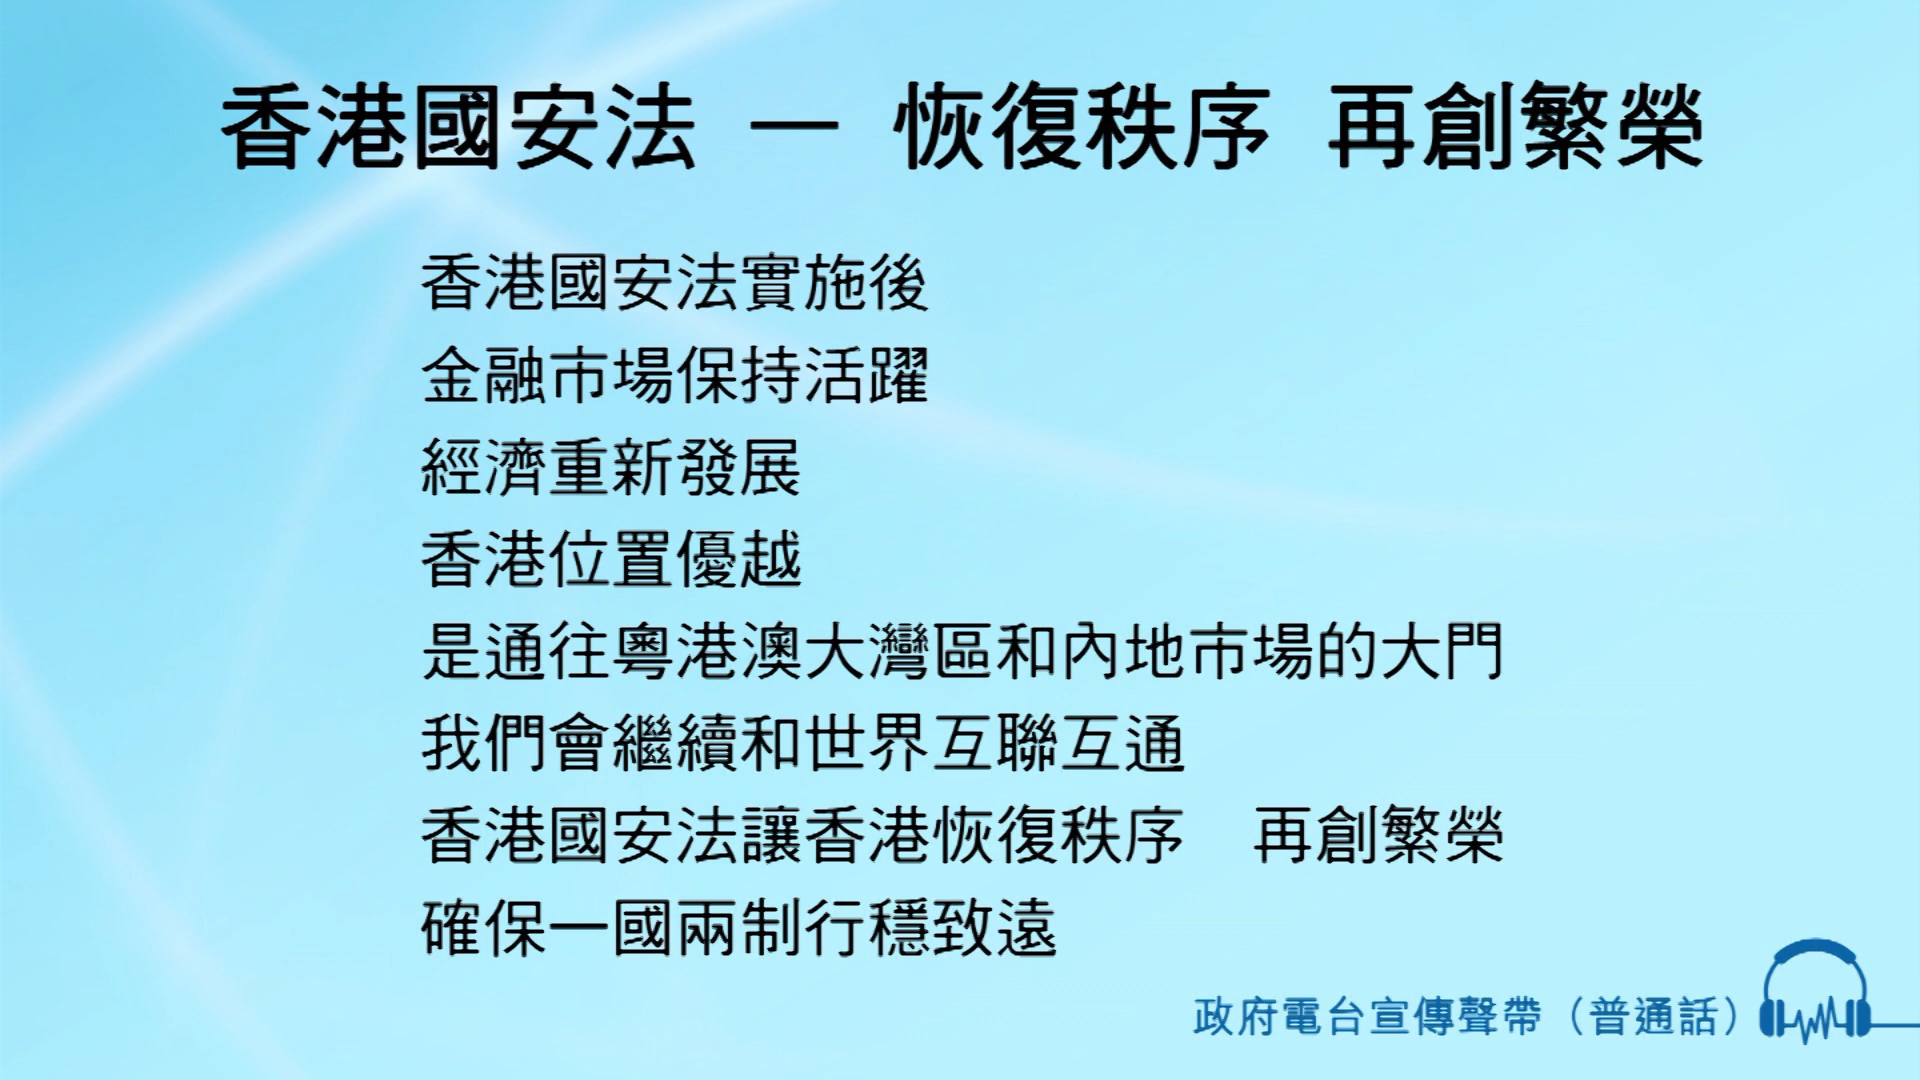 香港國安法 — 恢復秩序 再創繁榮
香港國安法實施後
金融市場保持活躍
經濟重新發展
香港位置優越
是通往粵港澳大灣區和內地市場的大門
我們會繼續和世界互聯互通
香港國安法讓香港恢復秩序　再創繁榮
確保一國兩制行穩致遠
政府電台宣傳聲帶（普通話）